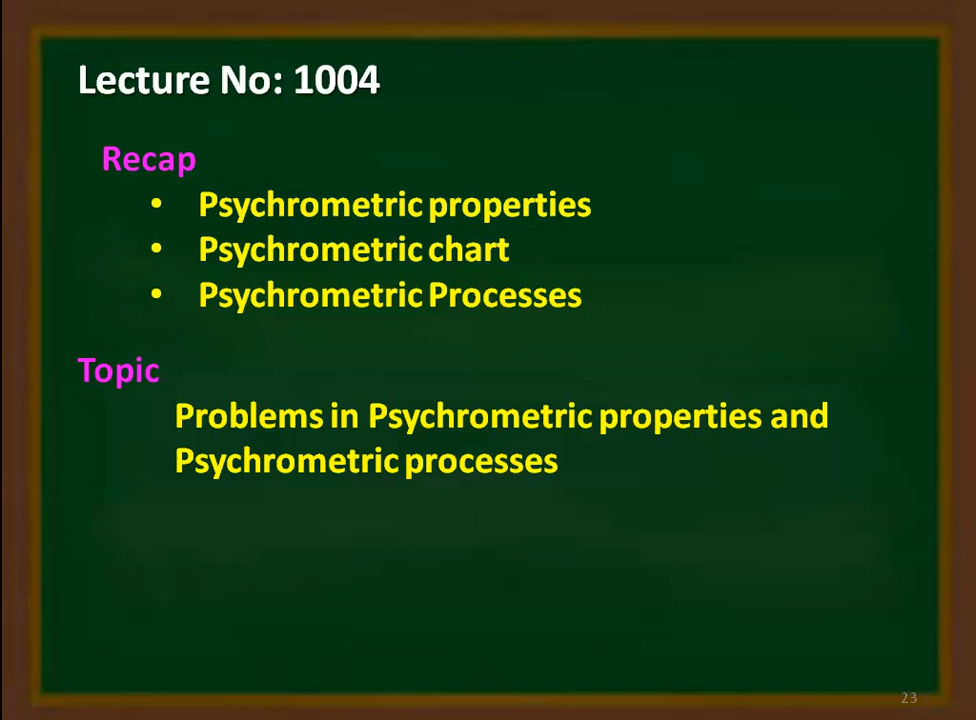 Lecture No: 1004
Recap
• Psychrometric properties
• Psychrometric chart
• Psychrometric Processes
Topic
Problems in Psychrometric properties and
Psychrometric processes
23